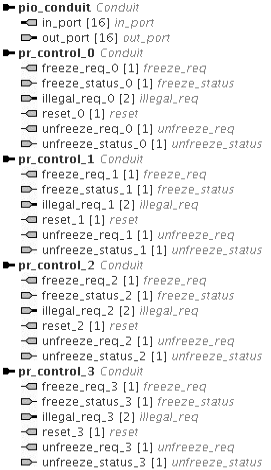 pio_conduit Conduit
in_port [16] in_port
out_port [16] out_port
pr_control_0 Conduit
freeze_req_0 [1] freeze_req
freeze_status_0 [1] freeze_status
illegal_req_0 [2] illegal_req
reset_0 [1] reset
unfreeze_req_0 [1] unfreeze_req
unfreeze_status_0 [1] unfreeze_status
pr_control_1 Conduit
freeze_req_1 [1] freeze_req
freeze_status_1 [1] freeze_status
illegal_req_1 [2] illegal_req
reset_1 [1] reset
unfreeze_req_1 [1] unfreeze_req
unfreeze_status_1 [1] unfreeze_status
pr_control_2 Conduit
freeze_req_2 [1] freeze_req
freeze_status_2 [1] freeze_status
illegal_req_2 [2] illegal_req
reset_2 [1] reset
unfreeze_req_2 [1] unfreeze_req
unfreeze_status_2 [1] unfreeze_status
pr_control_3 Conduit
freeze_req_3 [1] freeze_req
freeze_status_3 [1] freeze_status
illegal_req_3 [2] illegal_req
reset_3 [1] reset
unfreeze_req_3 [1] unfreeze_req
unfreeze_status_3 [1] unfreeze_status